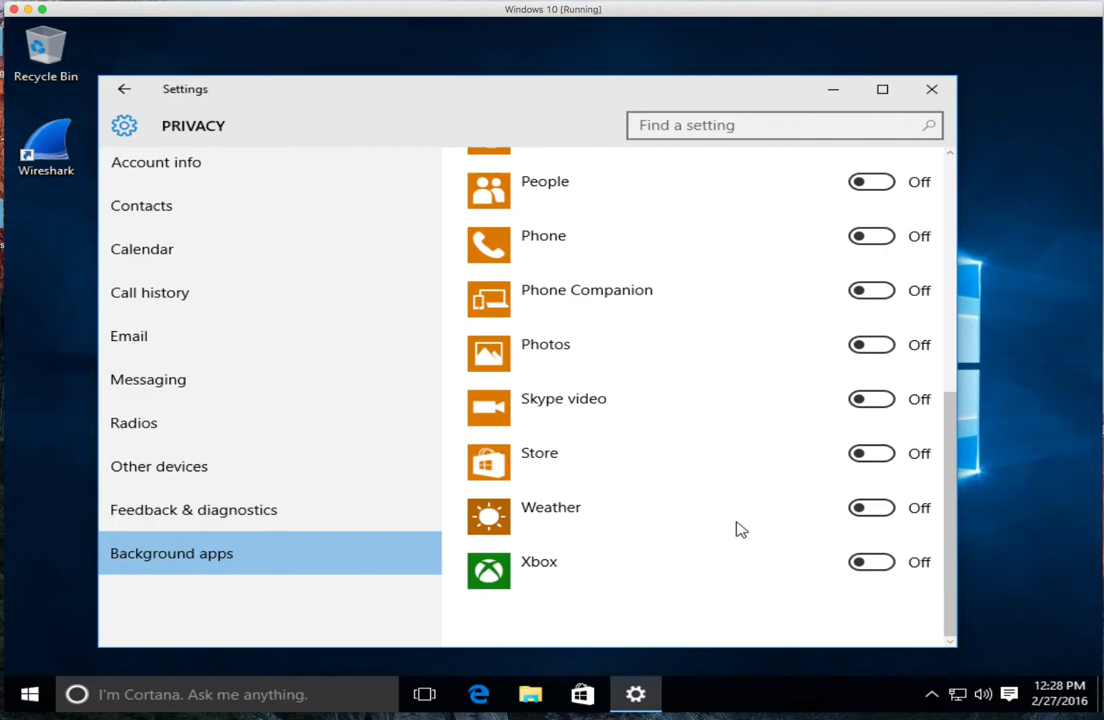 Windows 10 [Running]
Recycle Bin
Wireshark
Settings
PRIVACY
Find a setting
Account info
Contacts
Calendar
Call history
Email
Messaging
Radios
Other devices
Feedback & diagnostics
Background apps
People Off
Phone Off
Phone Companion Off
Photos Off
Skype video Off
Store Off
Weather Off
Xbox Off
I'm Cortana. Ask me anything.
12:28 PM
2/27/2016